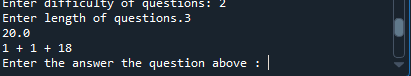 Enter difficulty of questions: 2
Enter length of questions.3
20.0
1 + 1 + 18
Enter the answer the question above :